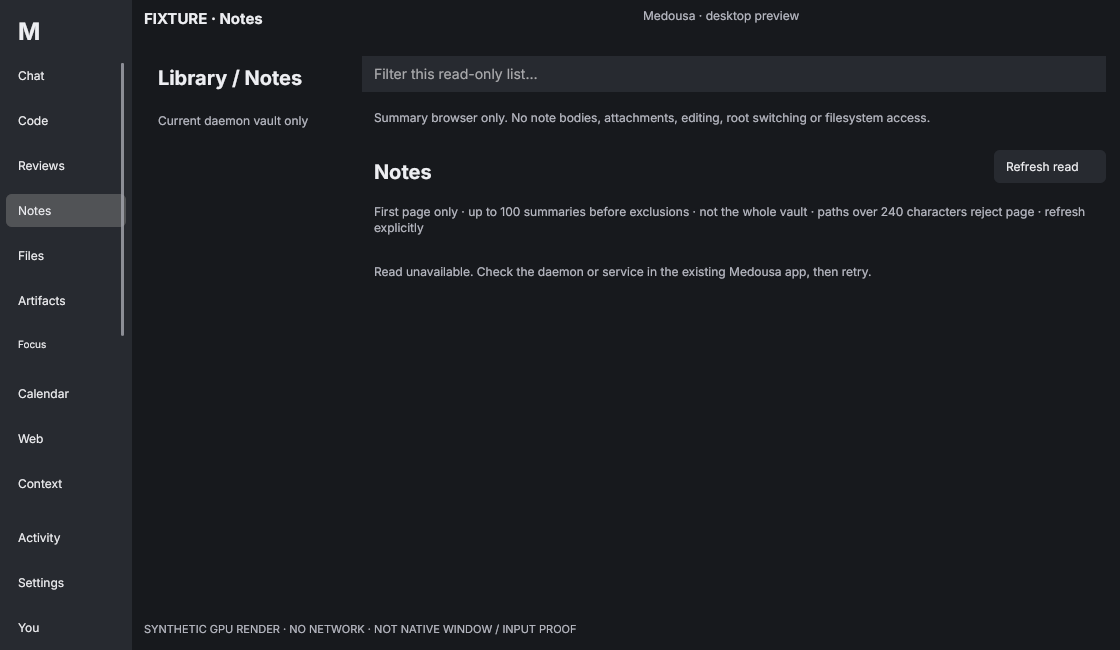 M
Chat
Code
Reviews
Notes
Files
Artifacts
Focus
Calendar
Web
Context
Activity
Settings
You
FIXTURE · Notes
Medousa · desktop preview
Library / Notes
Current daemon vault only
Filter this read-only list...
Summary browser only. No note bodies, attachments, editing, root switching or filesystem access.
Notes
Refresh read
First page only · up to 100 summaries before exclusions · not the whole vault · paths over 240 characters reject page · refresh
explicitly
Read unavailable. Check the daemon or service in the existing Medousa app, then retry.
SYNTHETIC GPU RENDER · NO NETWORK · NOT NATIVE WINDOW / INPUT PROOF